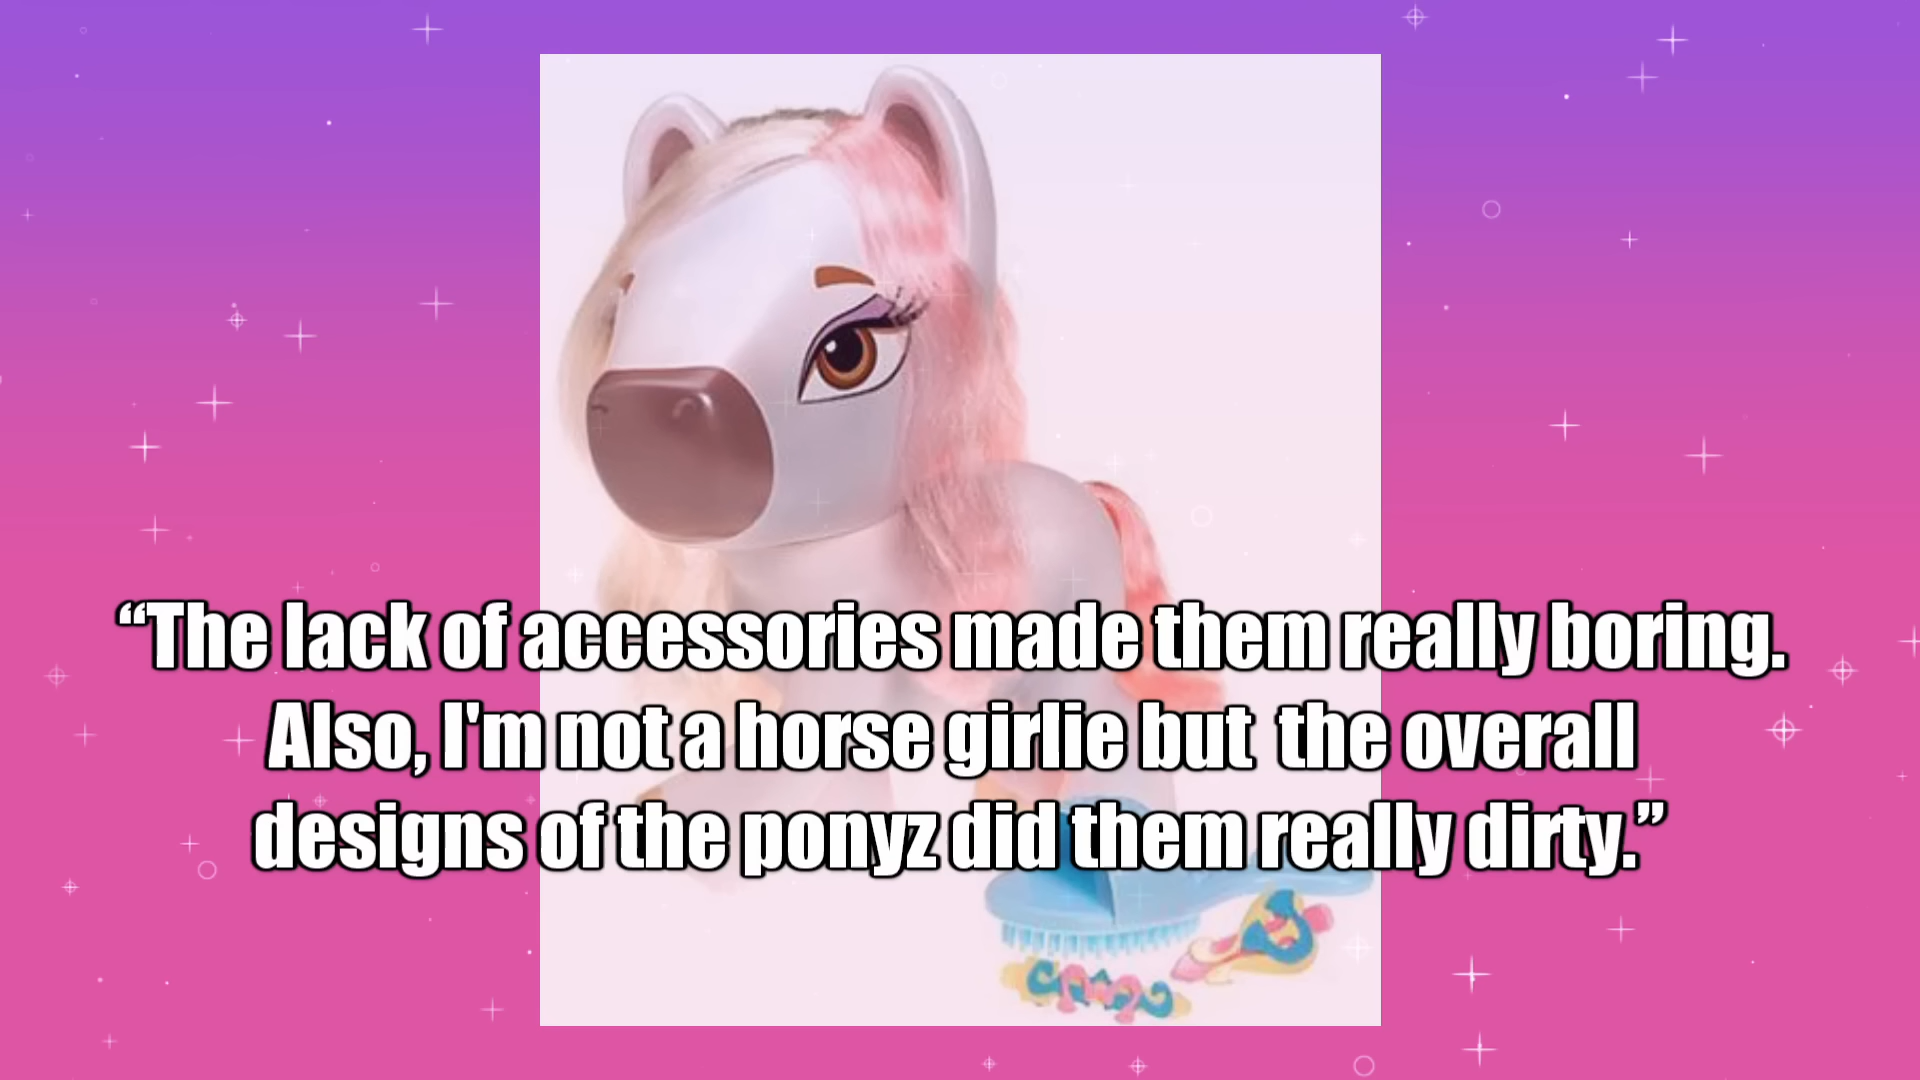 “The lack of accessories made them really boring.
Also, I'm not a horse girlie but  the overall
designs of the ponyz did them really dirty.”